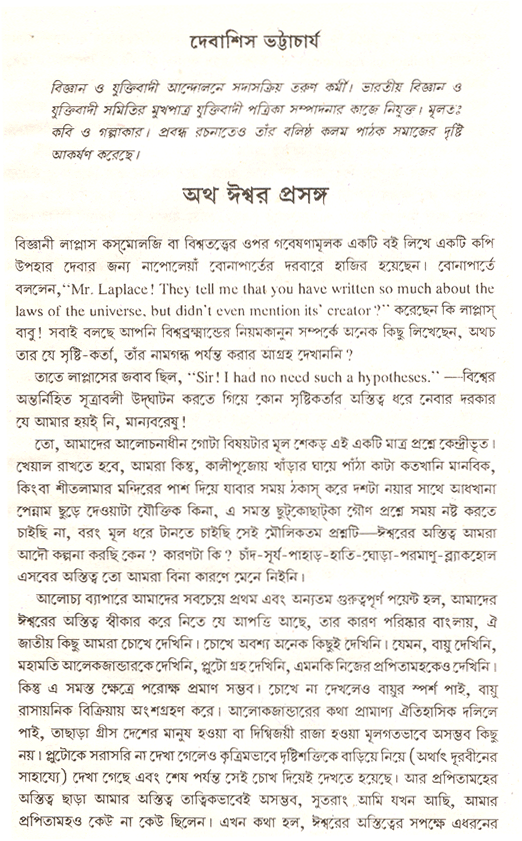 দেবাশিস ভট্টাচার্য
বিজ্ঞান ও যুক্তিবাদী আন্দোলনে সদাসক্রিয় তরুণ কর্মী। ভারতীয় বিজ্ঞান ও
যুক্তিবাদী সমিতির মুখপাত্র যুক্তিবাদী পত্রিকা সম্পাদনার কাজে নিযুক্ত। মূলতঃ
কবি ও গল্পাকার। প্রবন্ধ রচনাতেও তাঁর বলিষ্ঠ কলম পাঠক সমাজের দৃষ্টি
আকর্ষণ করেছে।
অথ ঈশ্বর প্রসঙ্গ
বিজ্ঞানী লাপ্লাস কস্‌মোলজি বা বিশ্বতত্ত্বের ওপর গবেষণামূলক একটি বই লিখে একটি কপি
উপহার দেবার জন্য নাপোলেয়াঁ বোনাপার্তের দরবারে হাজির হয়েছেন। বোনাপার্তে
বললেন,“Mr. Laplace! They tell me that you have written so much about the
laws of the universe, but didn't even mention its' creator?” করেছেন কি লাপ্লাস্
বাবু! সবাই বলছে আপনি বিশ্বব্রহ্মান্ডের নিয়মকানুন সম্পর্কে অনেক কিছু লিখেছেন, অথচ
তার যে সৃষ্টি-কর্তা, তাঁর নামগন্ধ পর্যন্ত করার আগ্রহ দেখাননি?
তাতে লাপ্লাসের জবাব ছিল, “Sir! I had no need such a hypotheses.” —বিশ্বের
অন্তর্নিহিত সূত্রাবলী উদ্‌ঘাটন করতে গিয়ে কোন সৃষ্টিকর্তার অস্তিত্ব ধরে নেবার দরকার
যে আমার হয়ই নি, মান্যবরেষু!
তো, আমাদের আলোচনাধীন গোটা বিষয়টার মূল শেকড় এই একটি মাত্র প্রশ্নে কেন্দ্রীভূত।
খেয়াল রাখতে হবে, আমরা কিন্তু, কালীপূজোয় খাঁড়ার ঘায়ে পাঁঠা কাটা কতখানি মানবিক,
কিংবা শীতলামার মন্দিরের পাশ দিয়ে যাবার সময় ঠকাস্ করে দশটা নয়ার সাথে আধখানা
পেন্নাম ছুড়ে দেওয়াটা যৌক্তিক কিনা, এ সমস্ত ছুট্‌কোছাট্‌কা গৌণ প্রশ্নে সময় নষ্ট করতে
চাইছি না, বরং মূল ধরে টানতে চাইছি সেই মৌলিকতম প্রশ্নটি—ঈশ্বরের অস্তিত্ব আমরা
আদৌ কল্পনা করছি কেন? কারণটা কি? চাঁদ-সূর্য-পাহাড়-হাতি-ঘোড়া-পরমাণু-ব্ল্যাকহোল
এসবের অস্তিত্ব তো আমরা বিনা কারণে মেনে নিইনি।
আলোচ্য ব্যাপারে আমাদের সবচেয়ে প্রথম এবং অন্যতম গুরুত্বপূর্ণ পয়েন্ট হল, আমাদের
ঈশ্বরের অস্তিত্ব স্বীকার করে নিতে যে আপত্তি আছে, তার কারণ পরিষ্কার বাংলায়, ঐ
জাতীয় কিছু আমরা চোখে দেখিনি। চোখে অবশ্য অনেক কিছুই দেখিনি। যেমন, বায়ু দেখিনি,
মহামতি আলেকজান্ডারকে দেখিনি, প্লুটো গ্রহ দেখিনি, এমনকি নিজের প্রপিতামহকেও দেখিনি।
কিন্তু এ সমস্ত ক্ষেত্রে পরোক্ষ প্রমাণ সম্ভব। চোখে না দেখলেও বায়ুর স্পর্শ পাই, বায়ু
রাসায়নিক বিক্রিয়ায় অংশগ্রহণ করে। আলোকজান্ডারের কথা প্রামাণ্য ঐতিহাসিক দলিলে
পাই, তাছাড়া গ্রীস দেশের মানুষ হওয়া বা দিগ্বিজয়ী রাজা হওয়া মূলগতভাবে অসম্ভব কিছু
নয়। প্লুটোকে সরাসরি না দেখা গেলেও কৃত্রিমভাবে দৃষ্টিশক্তিকে বাড়িয়ে নিয়ে (অর্থাৎ দূরবীনের
সাহায্যে) দেখা গেছে এবং শেষ পর্যন্ত সেই চোখ দিয়েই দেখতে হয়েছে। আর প্রপিতামহের
অস্তিত্ব ছাড়া আমার অস্তিত্ব তাত্ত্বিকভাবেই অসম্ভব, সুতরাং আমি যখন আছি, আমার
প্রপিতামহও কেউ না কেউ ছিলেন। এখন কথা হল, ঈশ্বরের অস্তিত্বের সপক্ষে এধরনের